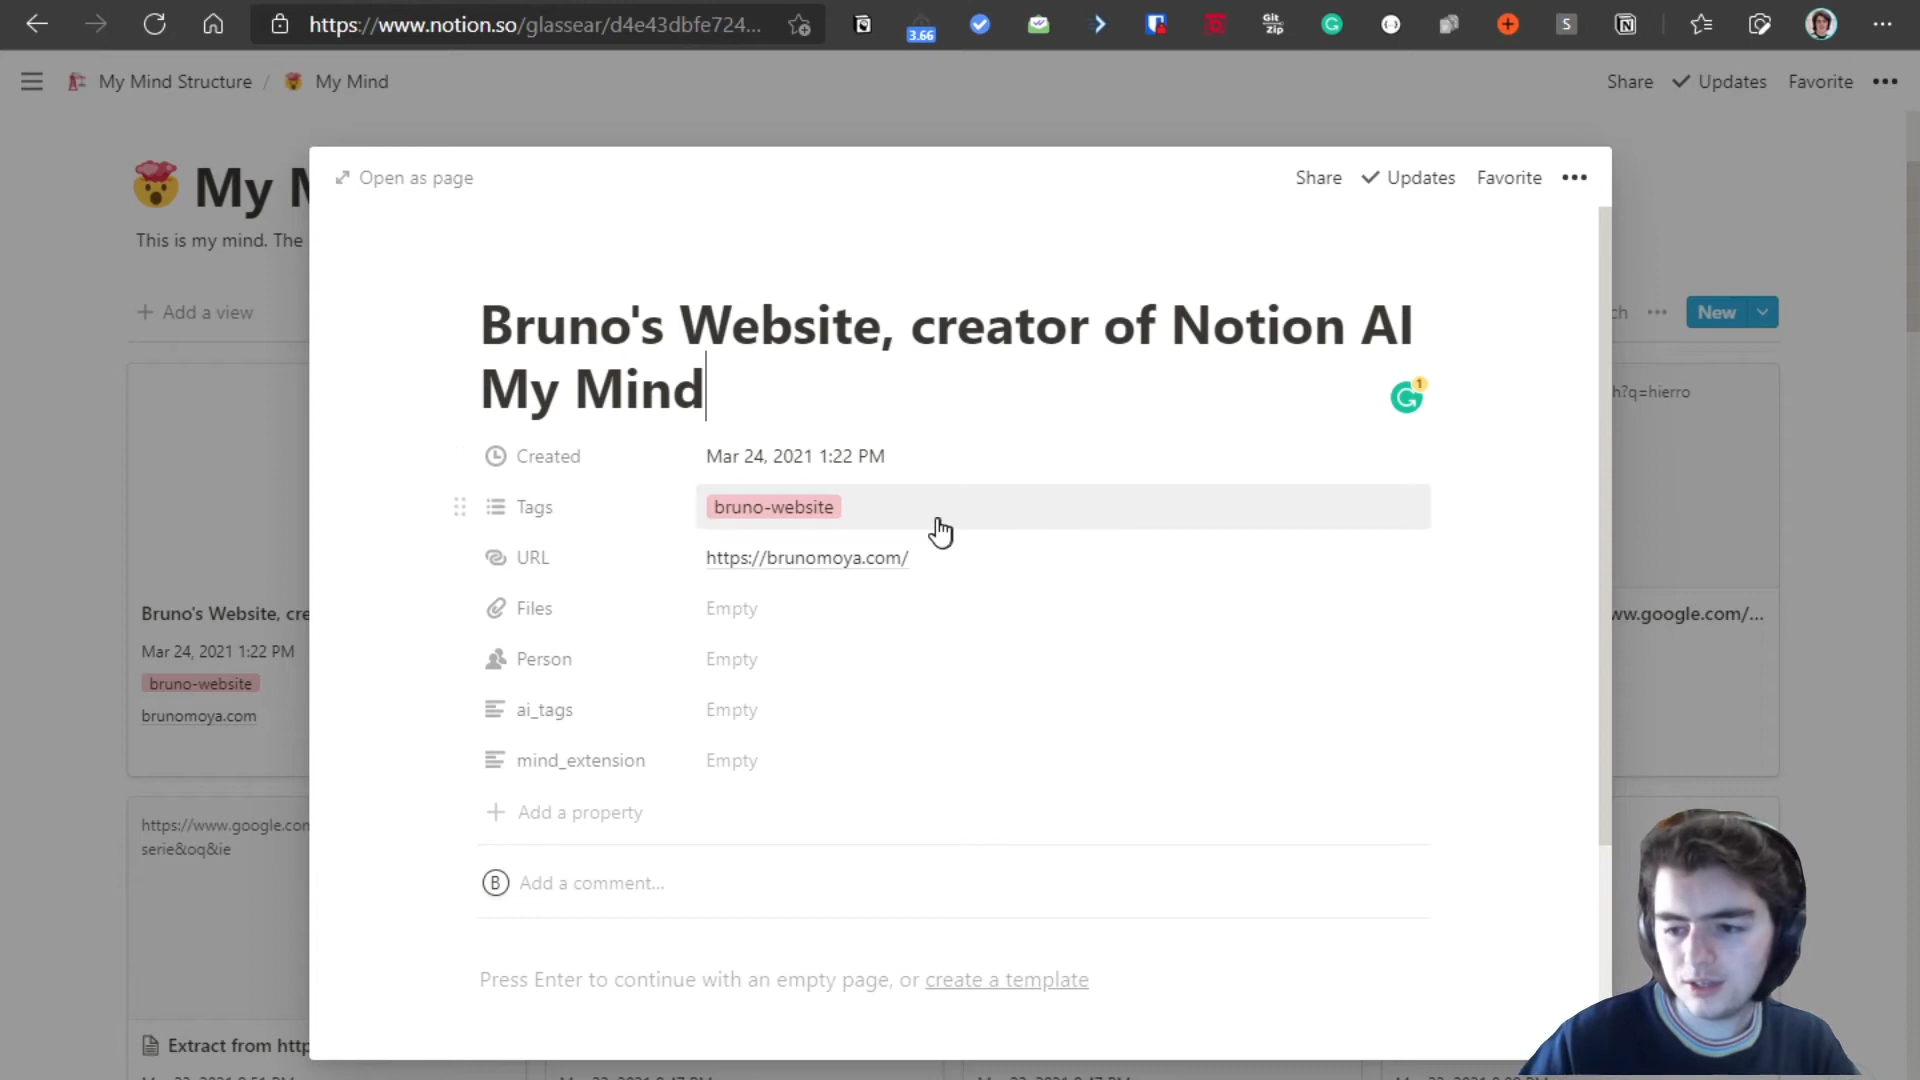 https://www.notion.so/glassear/d4e43dbfe724...
3.66
Git
zip
S
My Mind Structure / My Mind
Share Updates Favorite
My M
This is my mind. The
Add a view
New
Open as page
Share Updates Favorite
Bruno's Website, creator of Notion AI
My Mind
1
Created Mar 24, 2021 1:22 PM
Tags bruno-website
URL https://brunomoya.com/
Files Empty
Person Empty
ai_tags Empty
mind_extension Empty
Add a property
B Add a comment...
Press Enter to continue with an empty page, or create a template
Bruno's Website, cre
Mar 24, 2021 1:22 PM
bruno-website
brunomoya.com
https://www.google.con
serie&oq&ie
Extract from http
h?q=hierro
ww.google.com/...